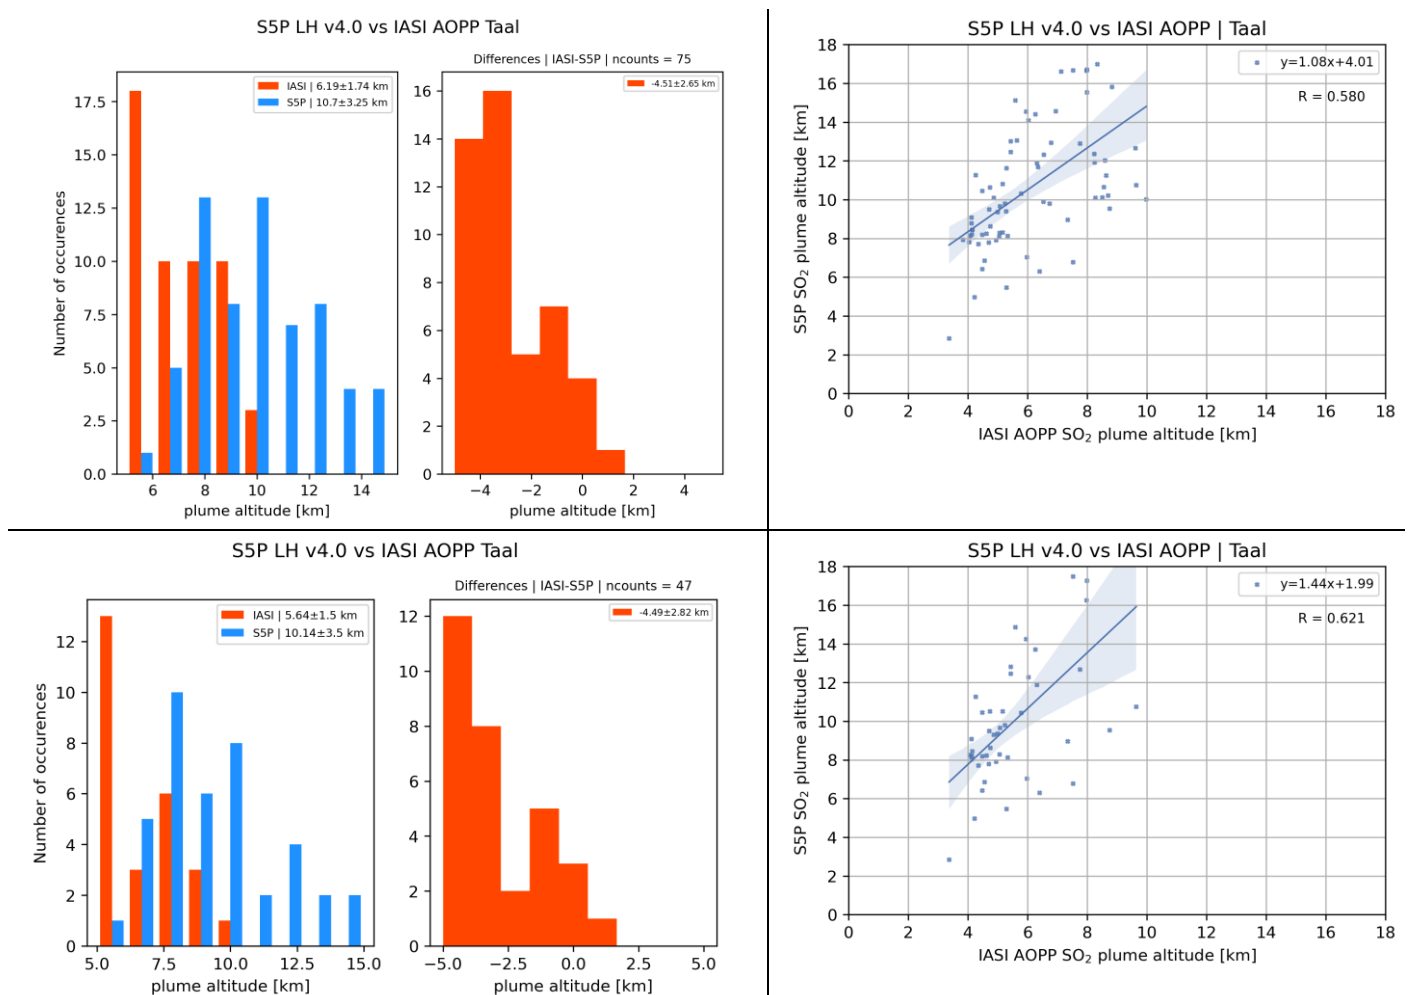 S5P LH v4.0 vs IASI AOPP Taal
Differences | IASI-S5P | ncounts = 75
IASI | 6.19±1.74 km
S5P | 10.7±3.25 km
-4.51±2.65 km
Number of occurences
17.5
15.0
12.5
10.0
7.5
5.0
2.5
0.0
6 8 10 12 14
plume altitude [km]
16
14
12
10
8
6
4
2
0
−4 −2 0 2 4
plume altitude [km]
S5P LH v4.0 vs IASI AOPP | Taal
y=1.08x+4.01
R = 0.580
S5P SO₂ plume altitude [km]
18
16
14
12
10
8
6
4
2
0
0 2 4 6 8 10 12 14 16 18
IASI AOPP SO₂ plume altitude [km]
S5P LH v4.0 vs IASI AOPP Taal
Differences | IASI-S5P | ncounts = 47
IASI | 5.64±1.5 km
S5P | 10.14±3.5 km
-4.49±2.82 km
Number of occurences
12
10
8
6
4
2
0
5.0 7.5 10.0 12.5 15.0
plume altitude [km]
12
10
8
6
4
2
0
−5.0 −2.5 0.0 2.5 5.0
plume altitude [km]
S5P LH v4.0 vs IASI AOPP | Taal
y=1.44x+1.99
R = 0.621
S5P SO₂ plume altitude [km]
18
16
14
12
10
8
6
4
2
0
0 2 4 6 8 10 12 14 16 18
IASI AOPP SO₂ plume altitude [km]